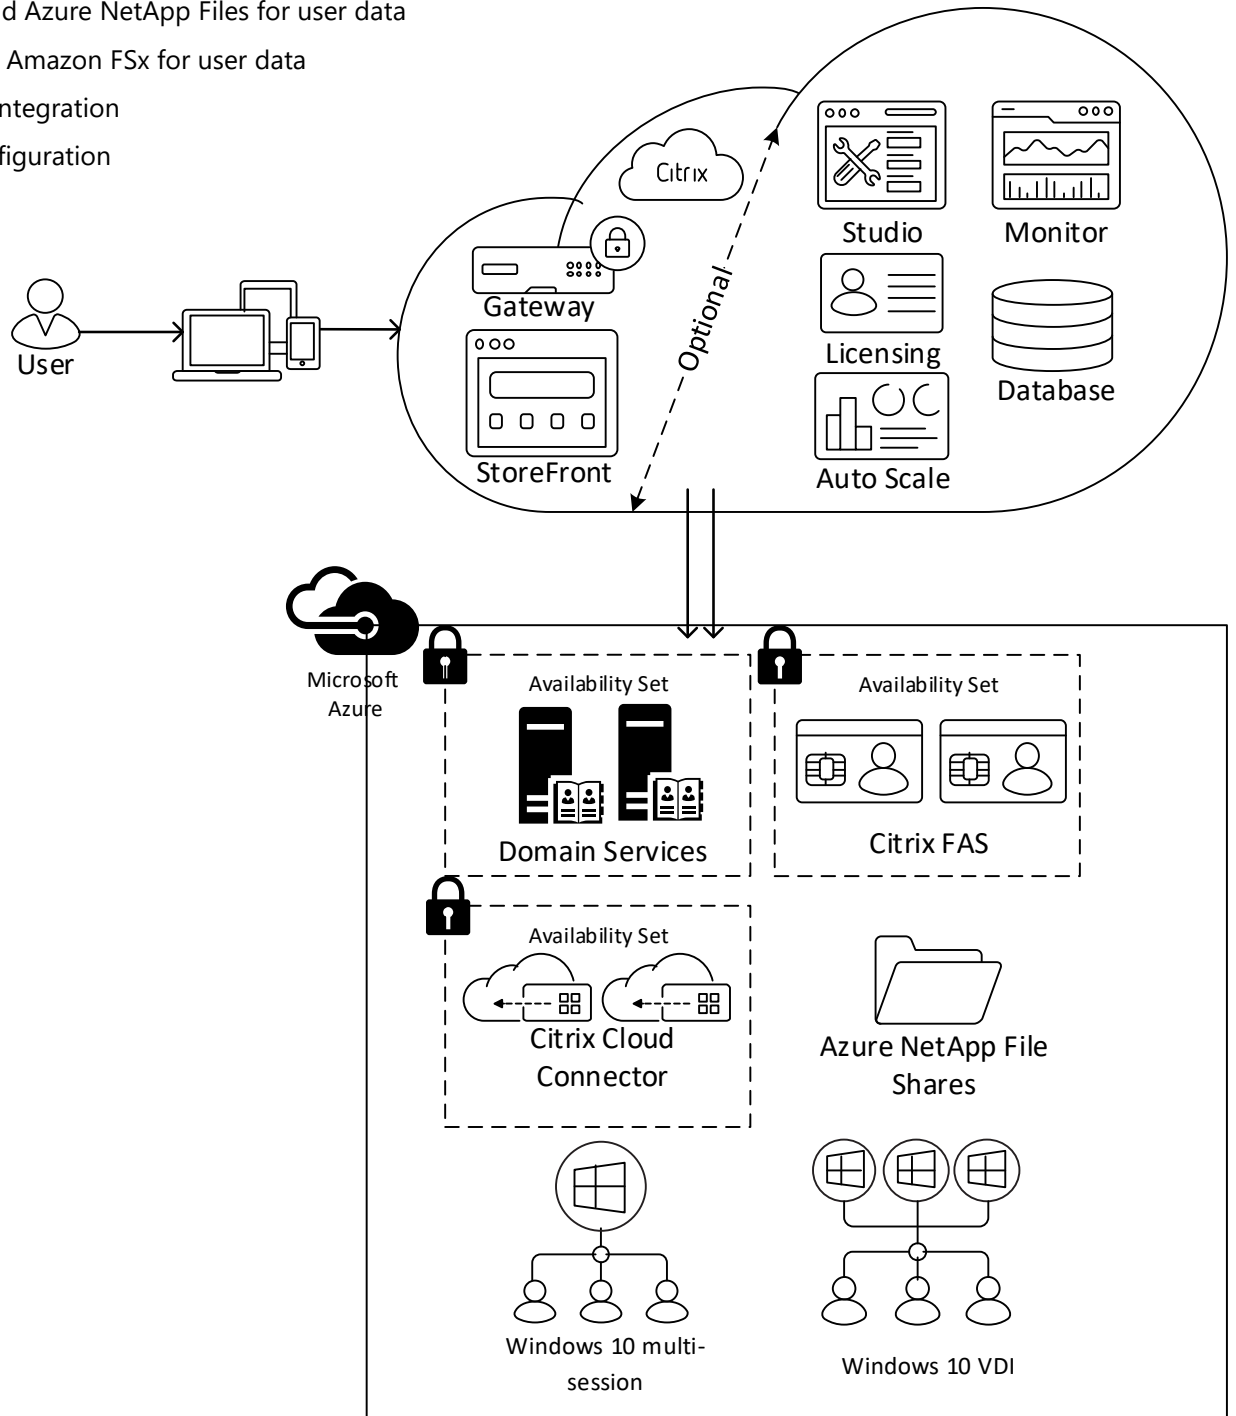 d Azure NetApp Files for user data
Amazon FSx for user data
ntegration
figuration
Citrix
Studio
Monitor
Gateway
Optional
User
Licensing
Database
StoreFront
Auto Scale
Microsoft
Azure
Availability Set
Availability Set
Domain Services
Citrix FAS
Availability Set
Citrix Cloud
Connector
Azure NetApp File
Shares
Windows 10 multi-
session
Windows 10 VDI